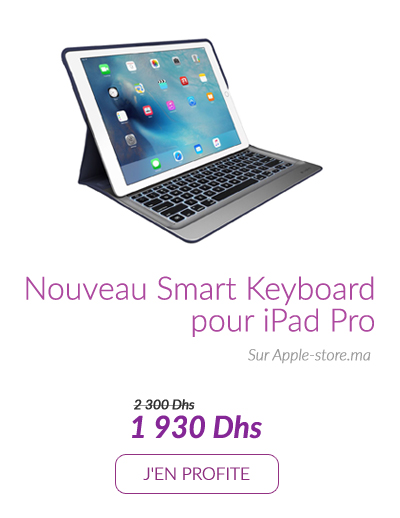 Nouveau Smart Keyboard
pour iPad Pro
Sur Apple-store.ma
2 300 Dhs
1 930 Dhs
J'EN PROFITE